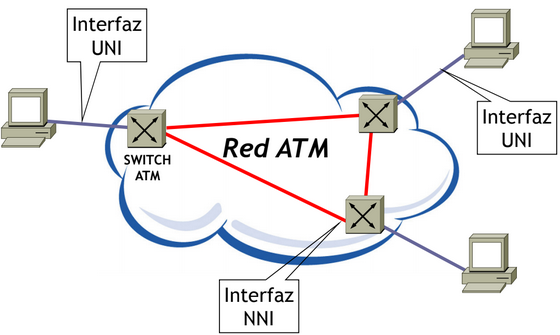 Interfaz
UNI
Interfaz
UNI
Red ATM
SWITCH
ATM
Interfaz
NNI